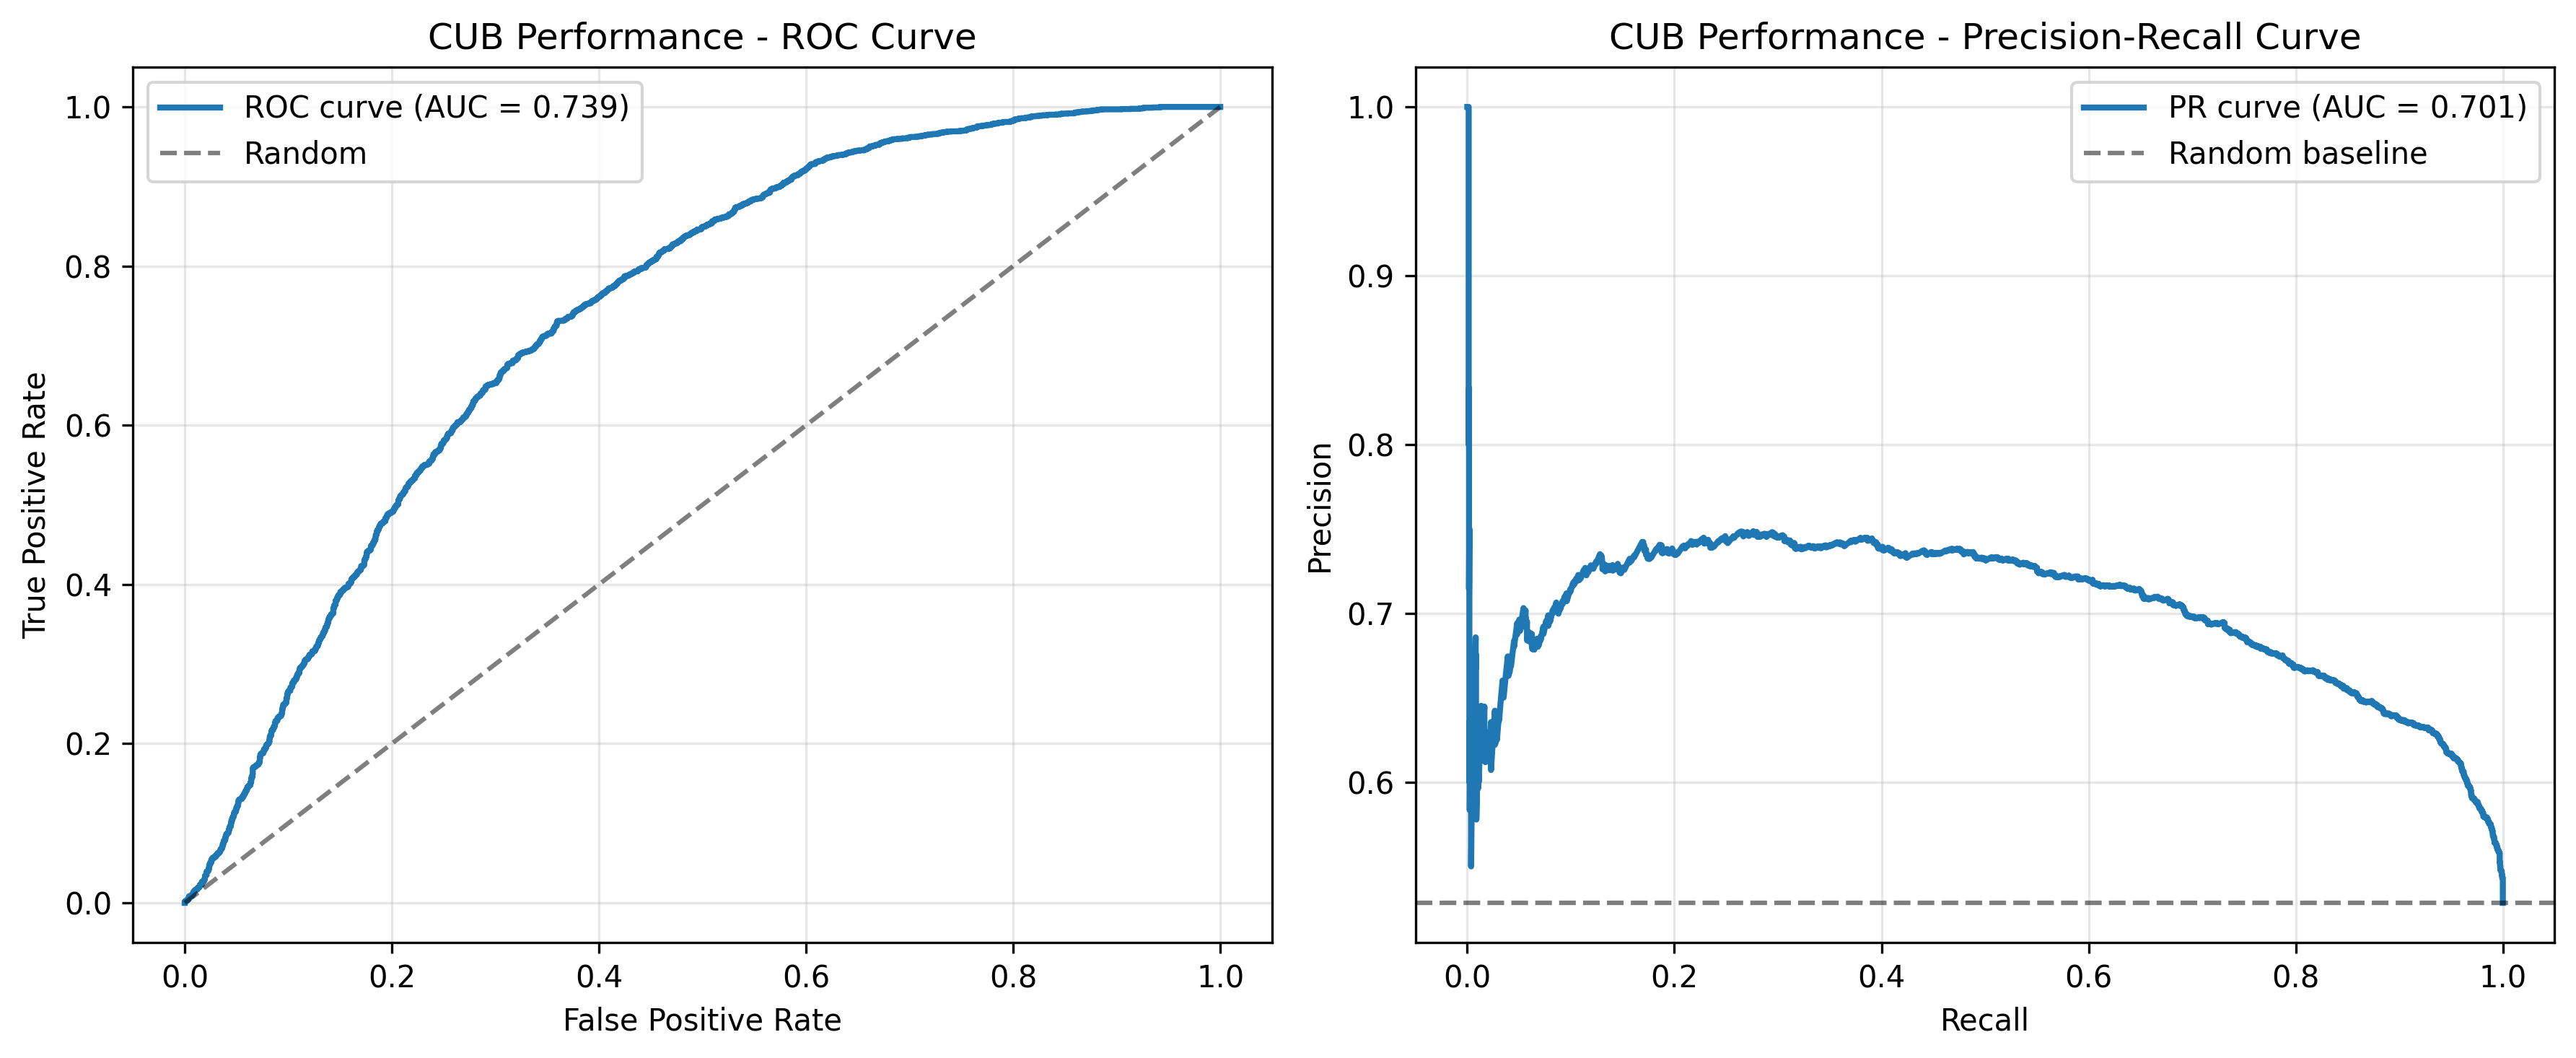 CUB Performance - ROC Curve
ROC curve (AUC = 0.739)
Random
1.0
0.8
0.6
0.4
0.2
0.0
True Positive Rate
0.0 0.2 0.4 0.6 0.8 1.0
False Positive Rate
CUB Performance - Precision-Recall Curve
PR curve (AUC = 0.701)
Random baseline
1.0
0.9
0.8
0.7
0.6
Precision
0.0 0.2 0.4 0.6 0.8 1.0
Recall